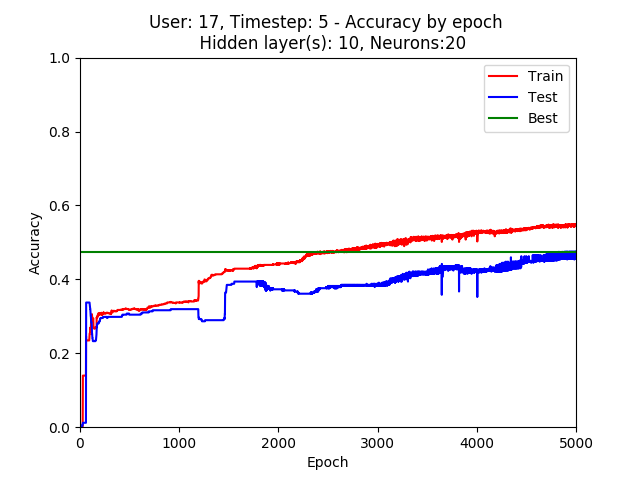 User: 17, Timestep: 5 - Accuracy by epoch
Hidden layer(s): 10, Neurons:20
1.0
0.8
0.6
0.4
0.2
0.0
Accuracy
Train
Test
Best
0 1000 2000 3000 4000 5000
Epoch